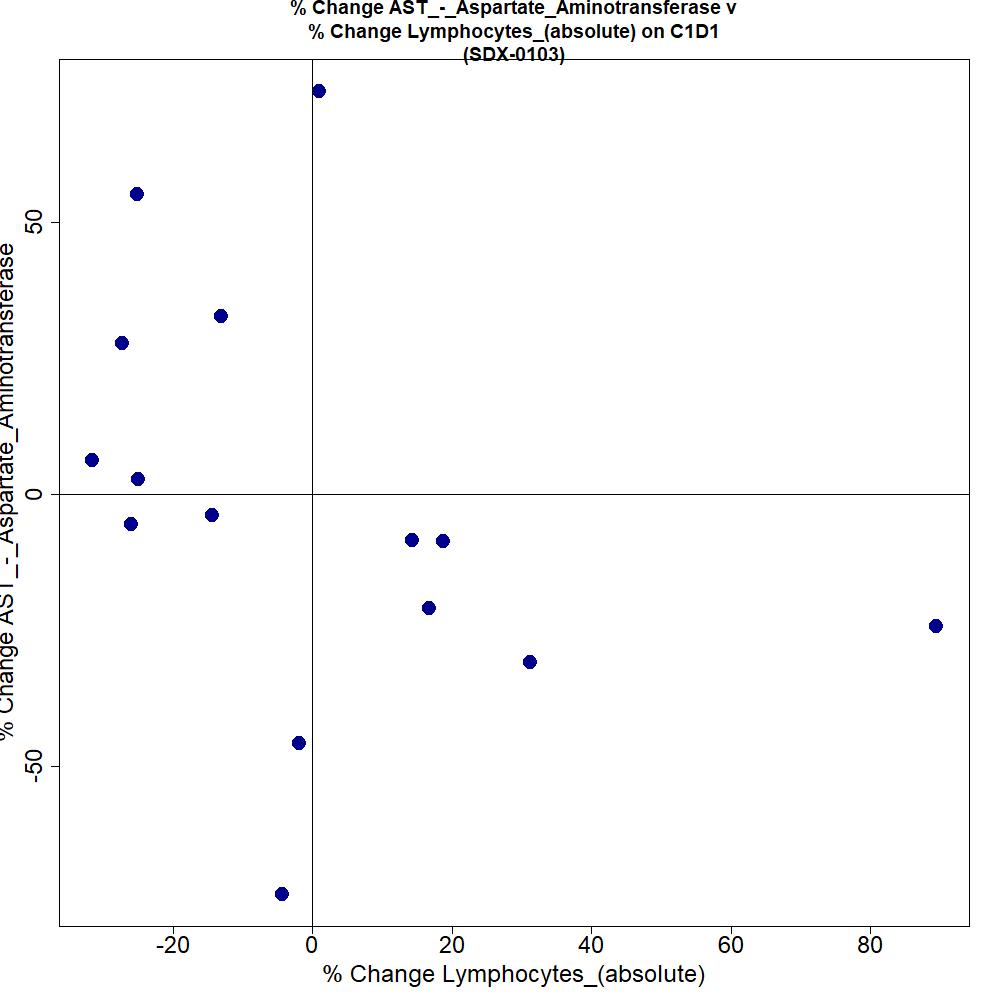 % Change AST_-_Aspartate_Aminotransferase v
% Change Lymphocytes_(absolute) on C1D1
(SDX-0103)
% Change AST_-_Aspartate_Aminotransferase
50
0
-50
-20
0
20
40
60
80
% Change Lymphocytes_(absolute)